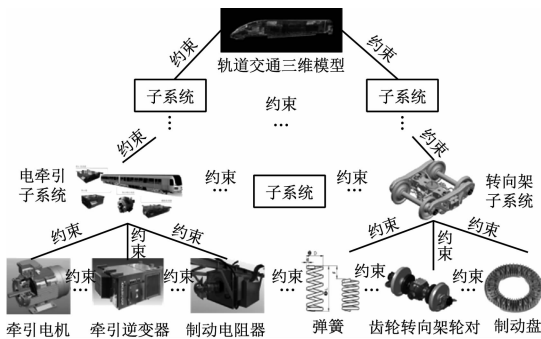 约束
约束
轨道交通三维模型
子系统
约束
子系统
...
...
...
约束
约束
电牵引
子系统
约束
...
子系统
约束
...
转向架
子系统
约束
约束
约束
约束
约束
约束
约束
...
约束
...
...
约束
...
约束
...
牵引电机
牵引逆变器
制动电阻器
弹簧
齿轮转向架轮对
制动盘